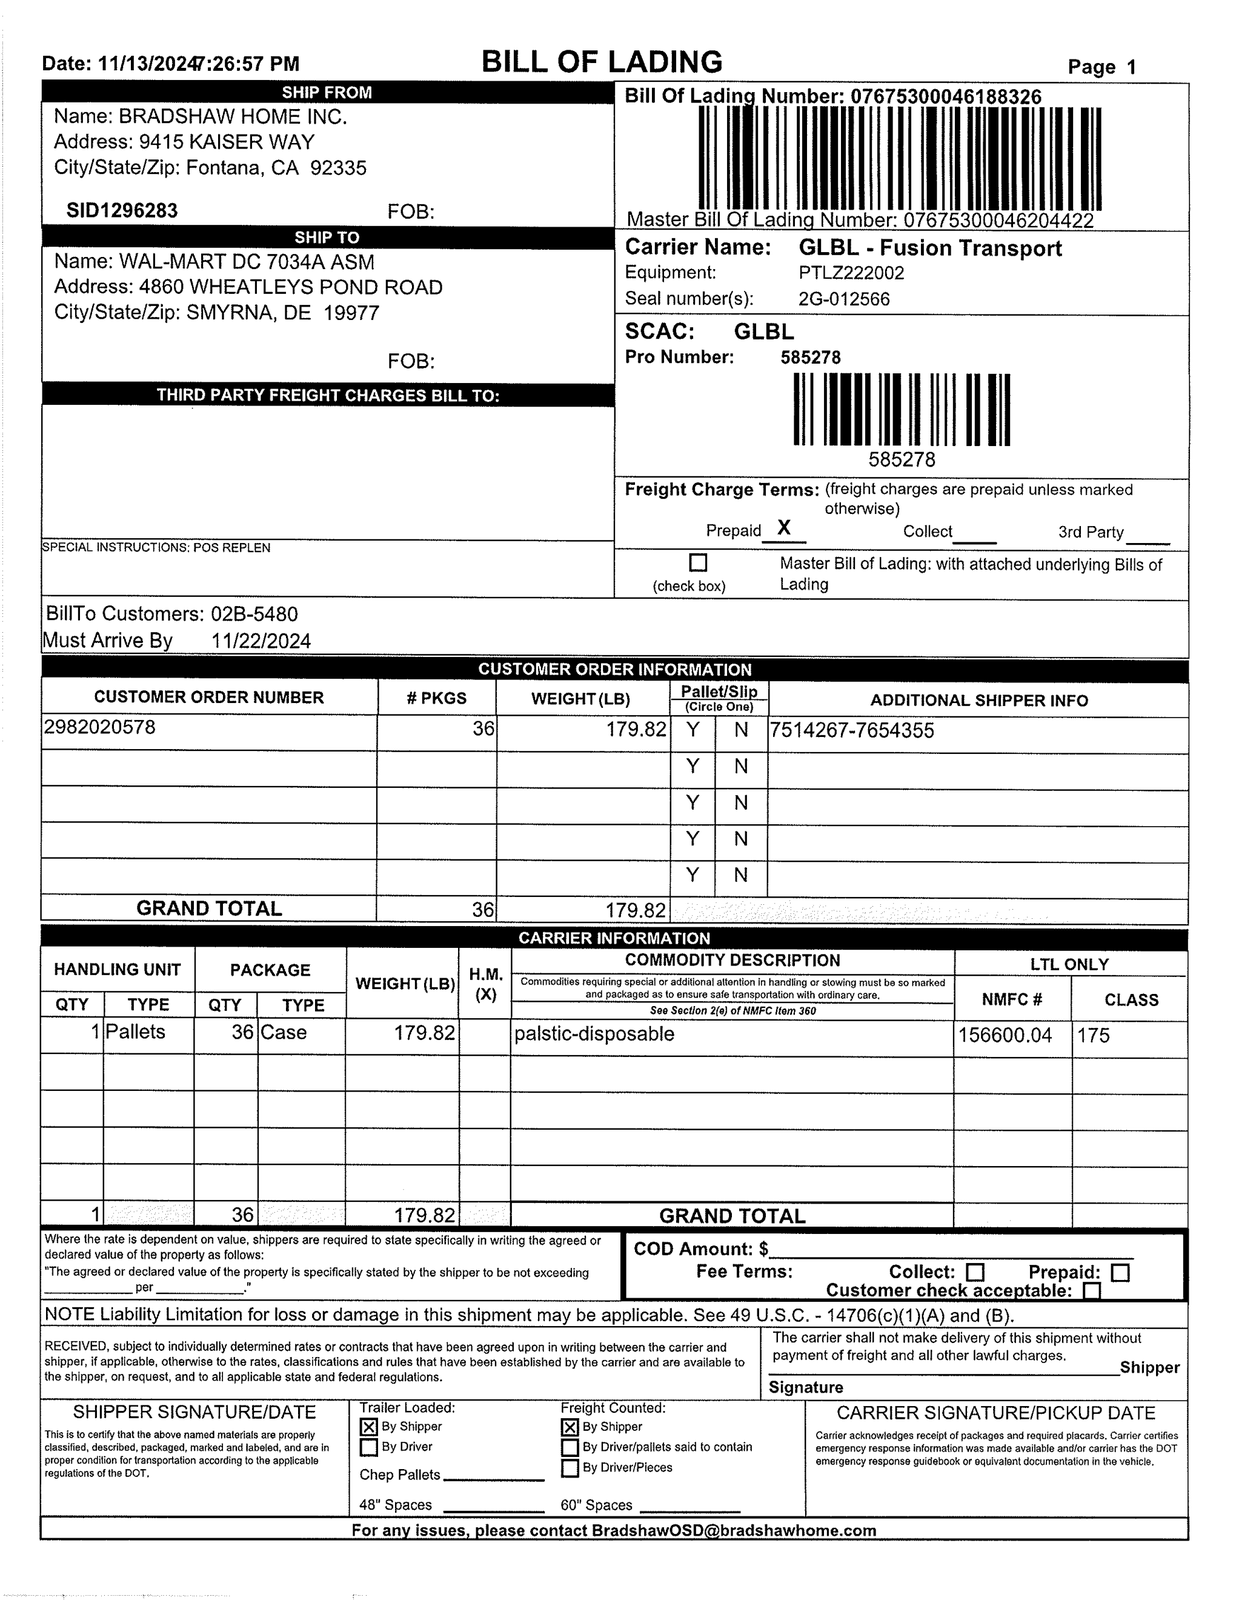 Date: 11/13/2024 7:26:57 PM
BILL OF LADING
Page 1
SHIP FROM
Name: BRADSHAW HOME INC.
Address: 9415 KAISER WAY
City/State/Zip: Fontana, CA 92335
SID1296283 FOB:
Bill Of Lading Number: 07675300046188326
Master Bill Of Lading Number: 07675300046204422
SHIP TO
Name: WAL-MART DC 7034A ASM
Address: 4860 WHEATLEYS POND ROAD
City/State/Zip: SMYRNA, DE 19977
FOB:
Carrier Name: GLBL - Fusion Transport
Equipment: PTLZ222002
Seal number(s): 2G-012566
SCAC: GLBL
Pro Number: 585278
585278
THIRD PARTY FREIGHT CHARGES BILL TO:
SPECIAL INSTRUCTIONS: POS REPLEN
Freight Charge Terms: (freight charges are prepaid unless marked
otherwise)
Prepaid X Collect 3rd Party
(check box)
Master Bill of Lading: with attached underlying Bills of
Lading
BillTo Customers: 02B-5480
Must Arrive By 11/22/2024
CUSTOMER ORDER INFORMATION
CUSTOMER ORDER NUMBER # PKGS WEIGHT (LB) Pallet/Slip (Circle One) ADDITIONAL SHIPPER INFO
2982020578 36 179.82 Y N 7514267-7654355
Y N
Y N
Y N
Y N
GRAND TOTAL 36 179.82
CARRIER INFORMATION
HANDLING UNIT PACKAGE WEIGHT (LB) H.M. (X) COMMODITY DESCRIPTION LTL ONLY
Commodities requiring special or additional attention in handling or stowing must be so marked
and packaged as to ensure safe transportation with ordinary care.
See Section 2(e) of NMFC Item 360
QTY TYPE QTY TYPE NMFC # CLASS
1 Pallets 36 Case 179.82 palstic-disposable 156600.04 175
1 36 179.82 GRAND TOTAL
Where the rate is dependent on value, shippers are required to state specifically in writing the agreed or
declared value of the property as follows:
"The agreed or declared value of the property is specifically stated by the shipper to be not exceeding
____________ per ____________."
COD Amount: $
Fee Terms: Collect: Prepaid:
Customer check acceptable:
NOTE Liability Limitation for loss or damage in this shipment may be applicable. See 49 U.S.C. - 14706(c)(1)(A) and (B).
RECEIVED, subject to individually determined rates or contracts that have been agreed upon in writing between the carrier and
shipper, if applicable, otherwise to the rates, classifications and rules that have been established by the carrier and are available to
the shipper, on request, and to all applicable state and federal regulations.
The carrier shall not make delivery of this shipment without
payment of freight and all other lawful charges.
Shipper
Signature
SHIPPER SIGNATURE/DATE
This is to certify that the above named materials are properly
classified, described, packaged, marked and labeled, and are in
proper condition for transportation according to the applicable
regulations of the DOT.
Trailer Loaded:
X By Shipper
By Driver
Chep Pallets
48" Spaces
Freight Counted:
X By Shipper
By Driver/pallets said to contain
By Driver/Pieces
60" Spaces
CARRIER SIGNATURE/PICKUP DATE
Carrier acknowledges receipt of packages and required placards. Carrier certifies
emergency response information was made available and/or carrier has the DOT
emergency response guidebook or equivalent documentation in the vehicle.
For any issues, please contact BradshawOSD@bradshawhome.com